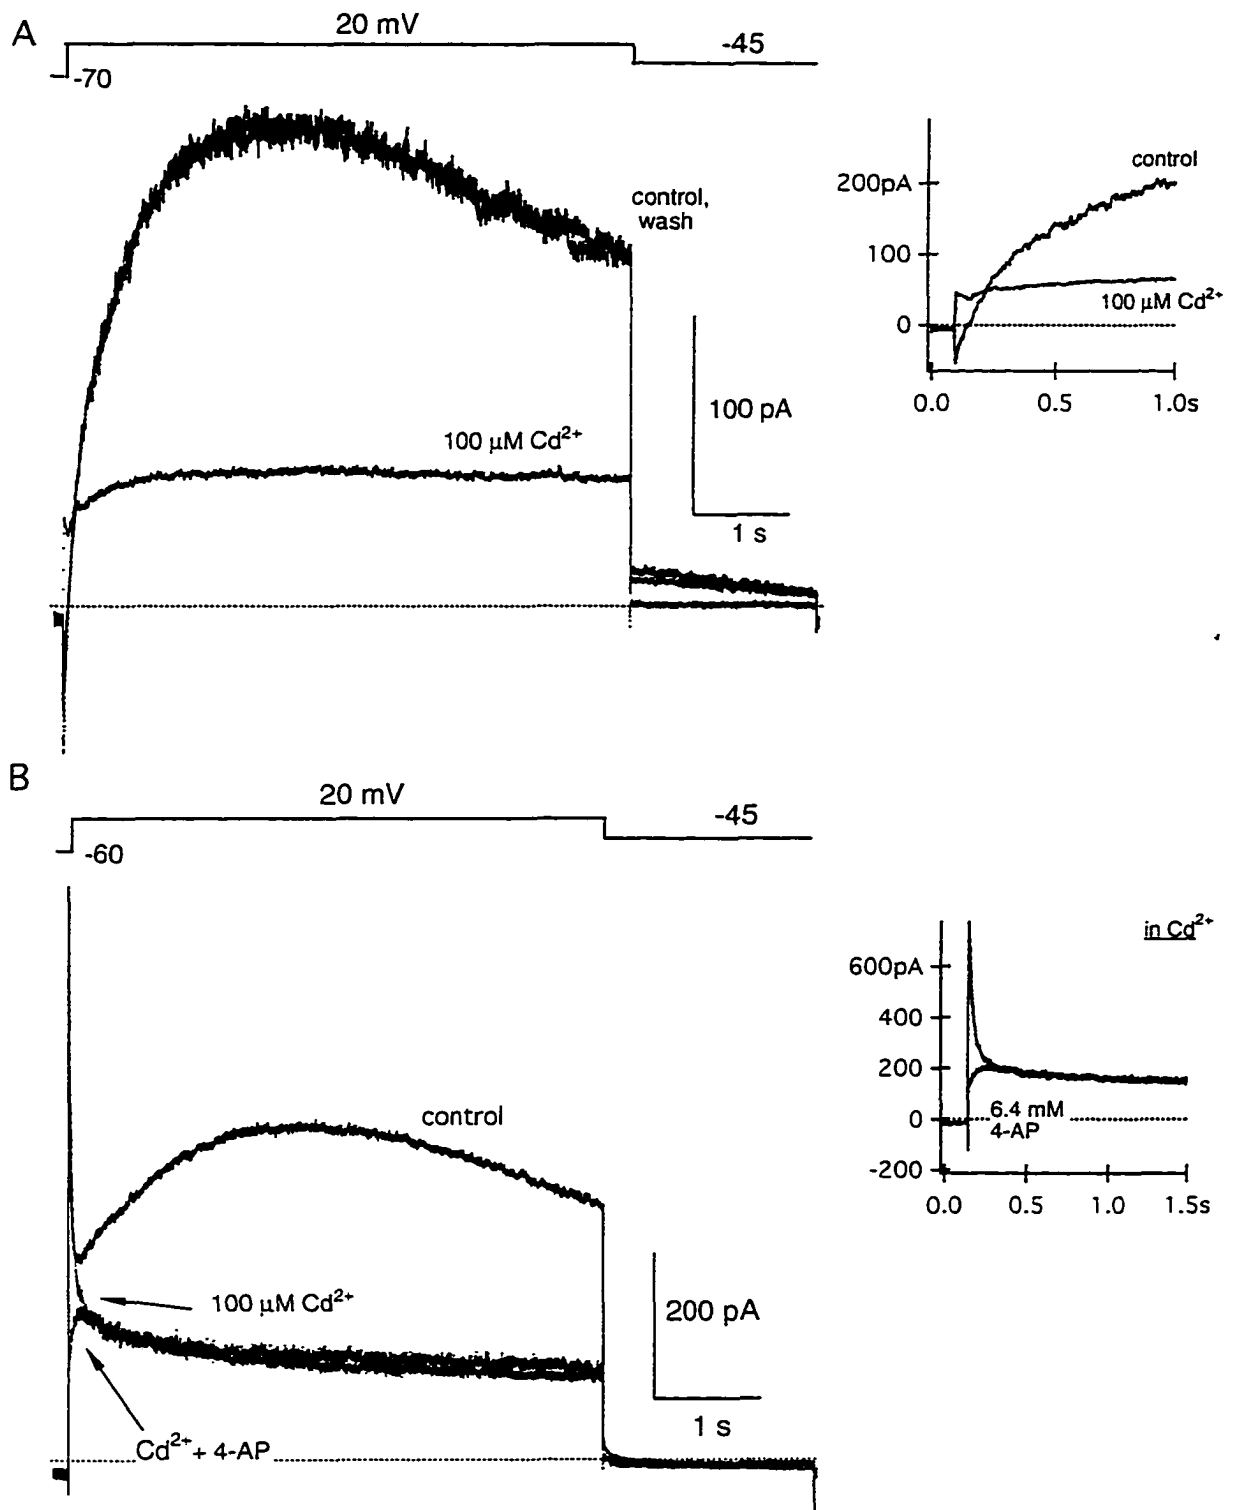 A
20 mV
-45
-70
control,
wash
100 μM Cd²⁺
100 pA
1 s
control
200pA
100
0
100 μM Cd²⁺
0.0 0.5 1.0s
B
20 mV
-45
-60
control
100 μM Cd²⁺
Cd²⁺+ 4-AP
200 pA
1 s
in Cd²⁺
600pA
400
200
0
-200
6.4 mM
4-AP
0.0 0.5 1.0 1.5s